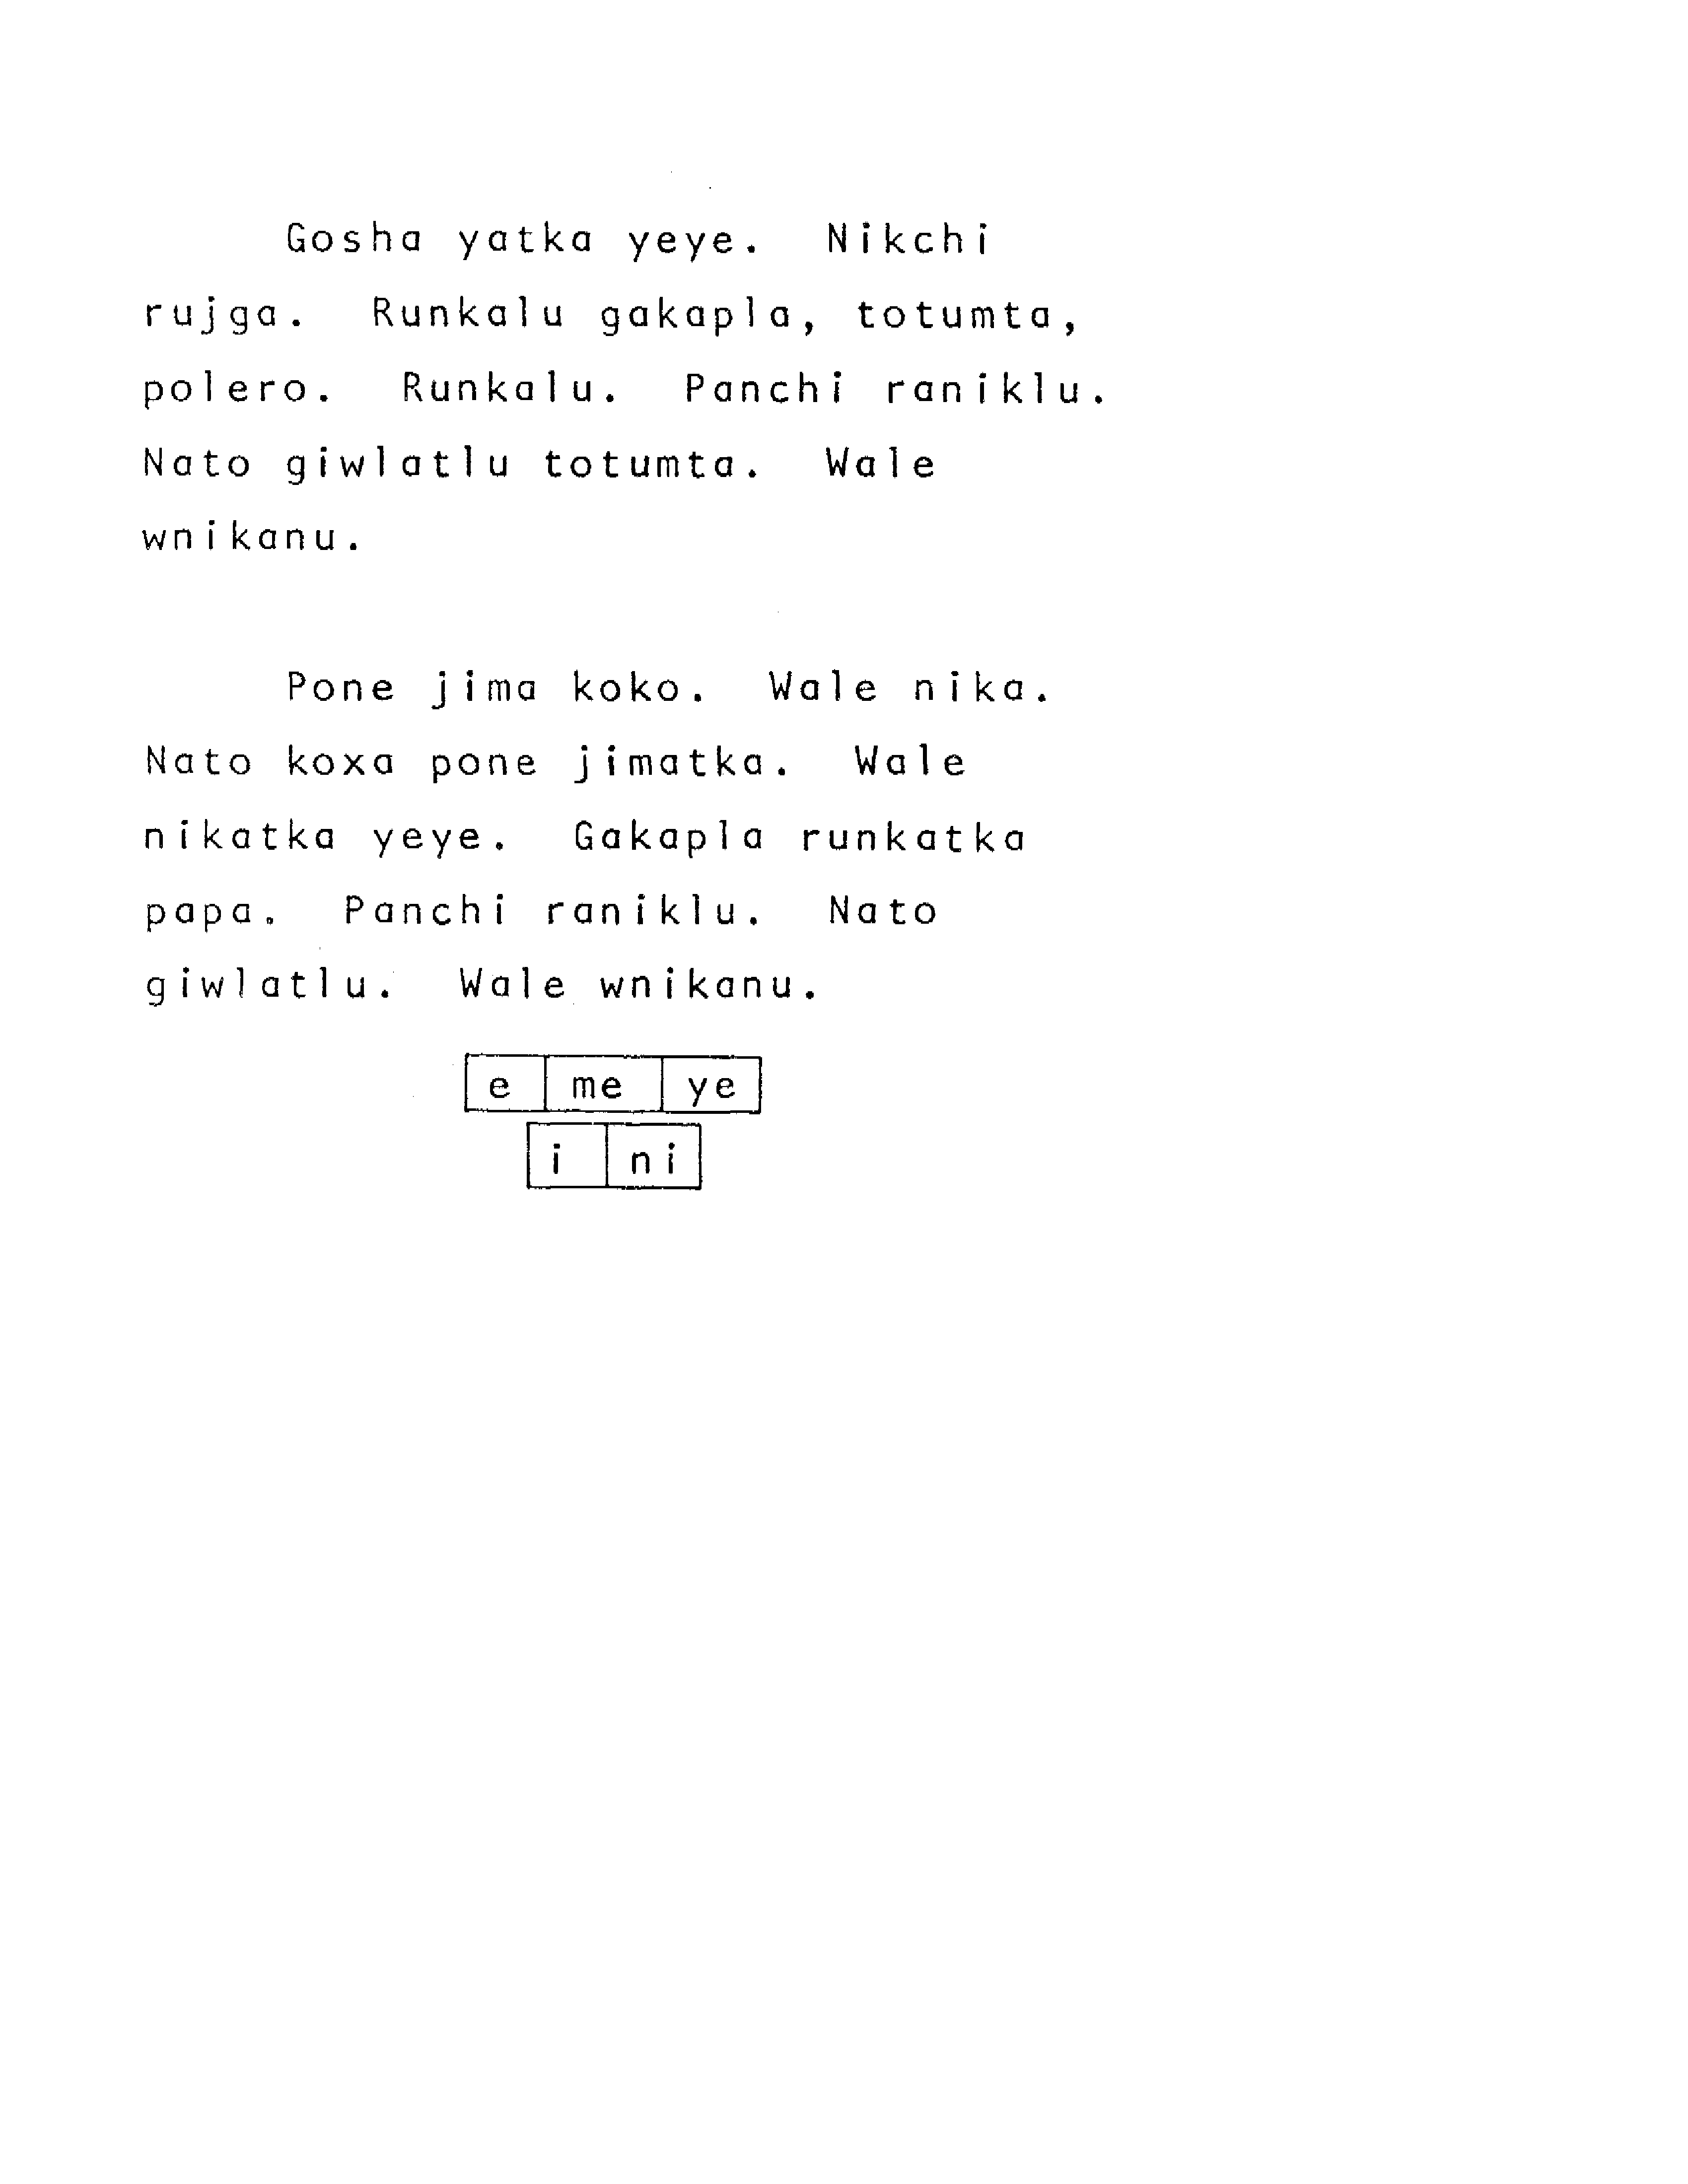 Gosha yatka yeye. Nikchi
rujga. Runkalu gakapla, totumta,
polero. Runkalu. Panchi raniklu.
Nato giwlatlu totumta. Wale
wnikanu.
Pone jima koko. Wale nika.
Nato koxa pone jimatka. Wale
nikatka yeye. Gakapla runkatka
papa. Panchi raniklu. Nato
giwlatlu. Wale wnikanu.
e me ye
i ni